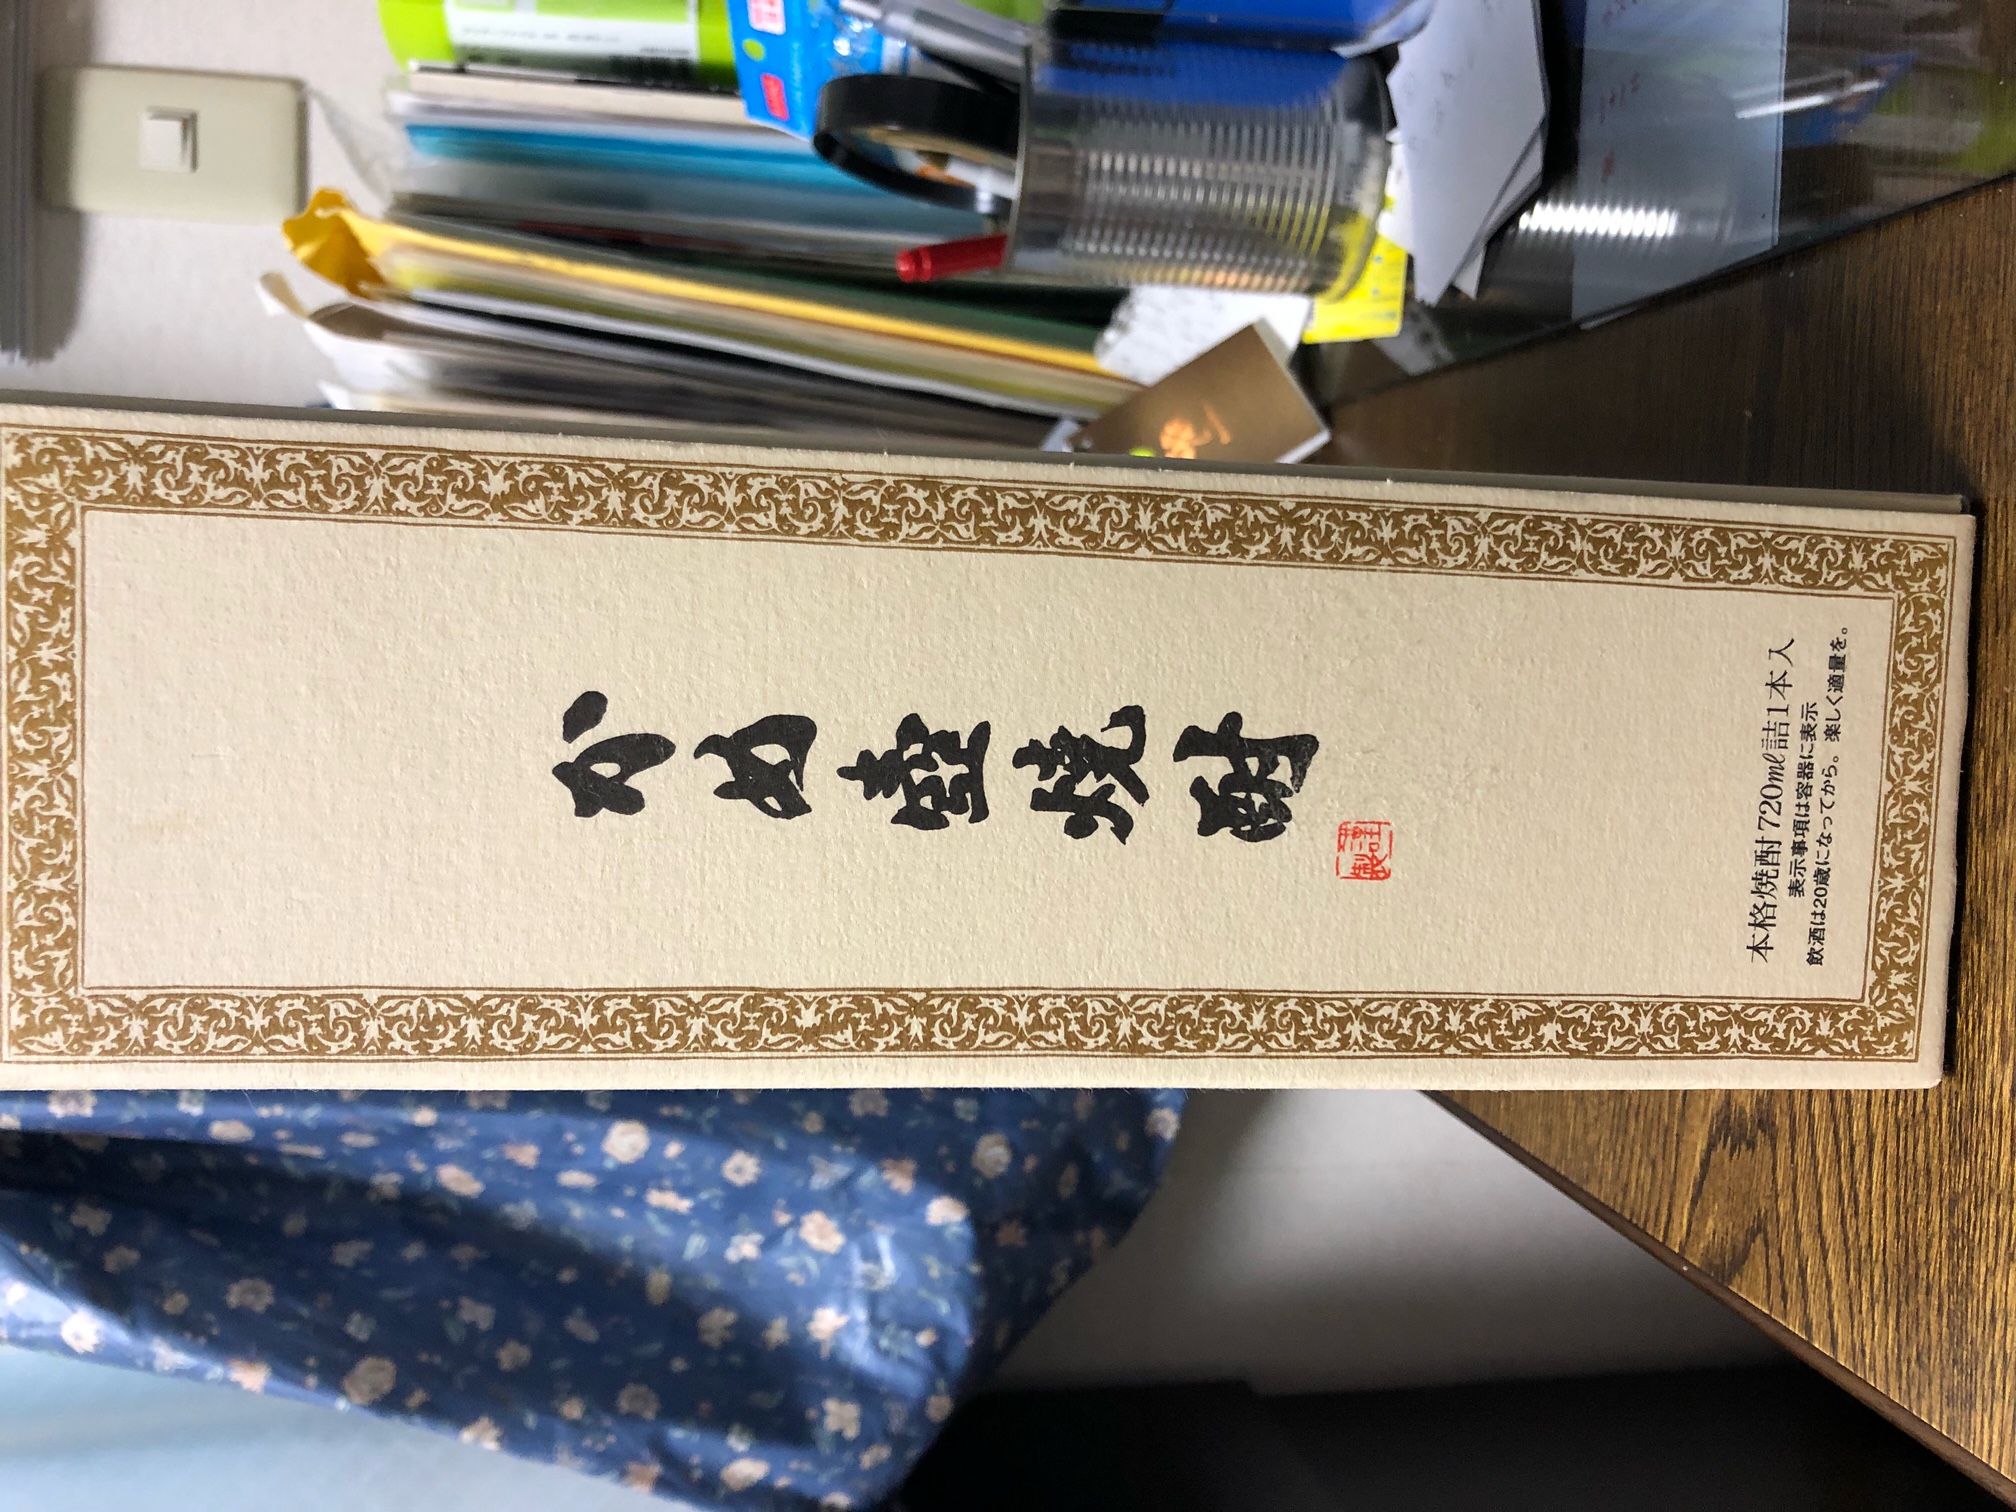 かめ壺焼酎
本格焼酎720ml詰1本入
表示事項は容器に表示
飲酒は20歳になってから。楽しく適量を。